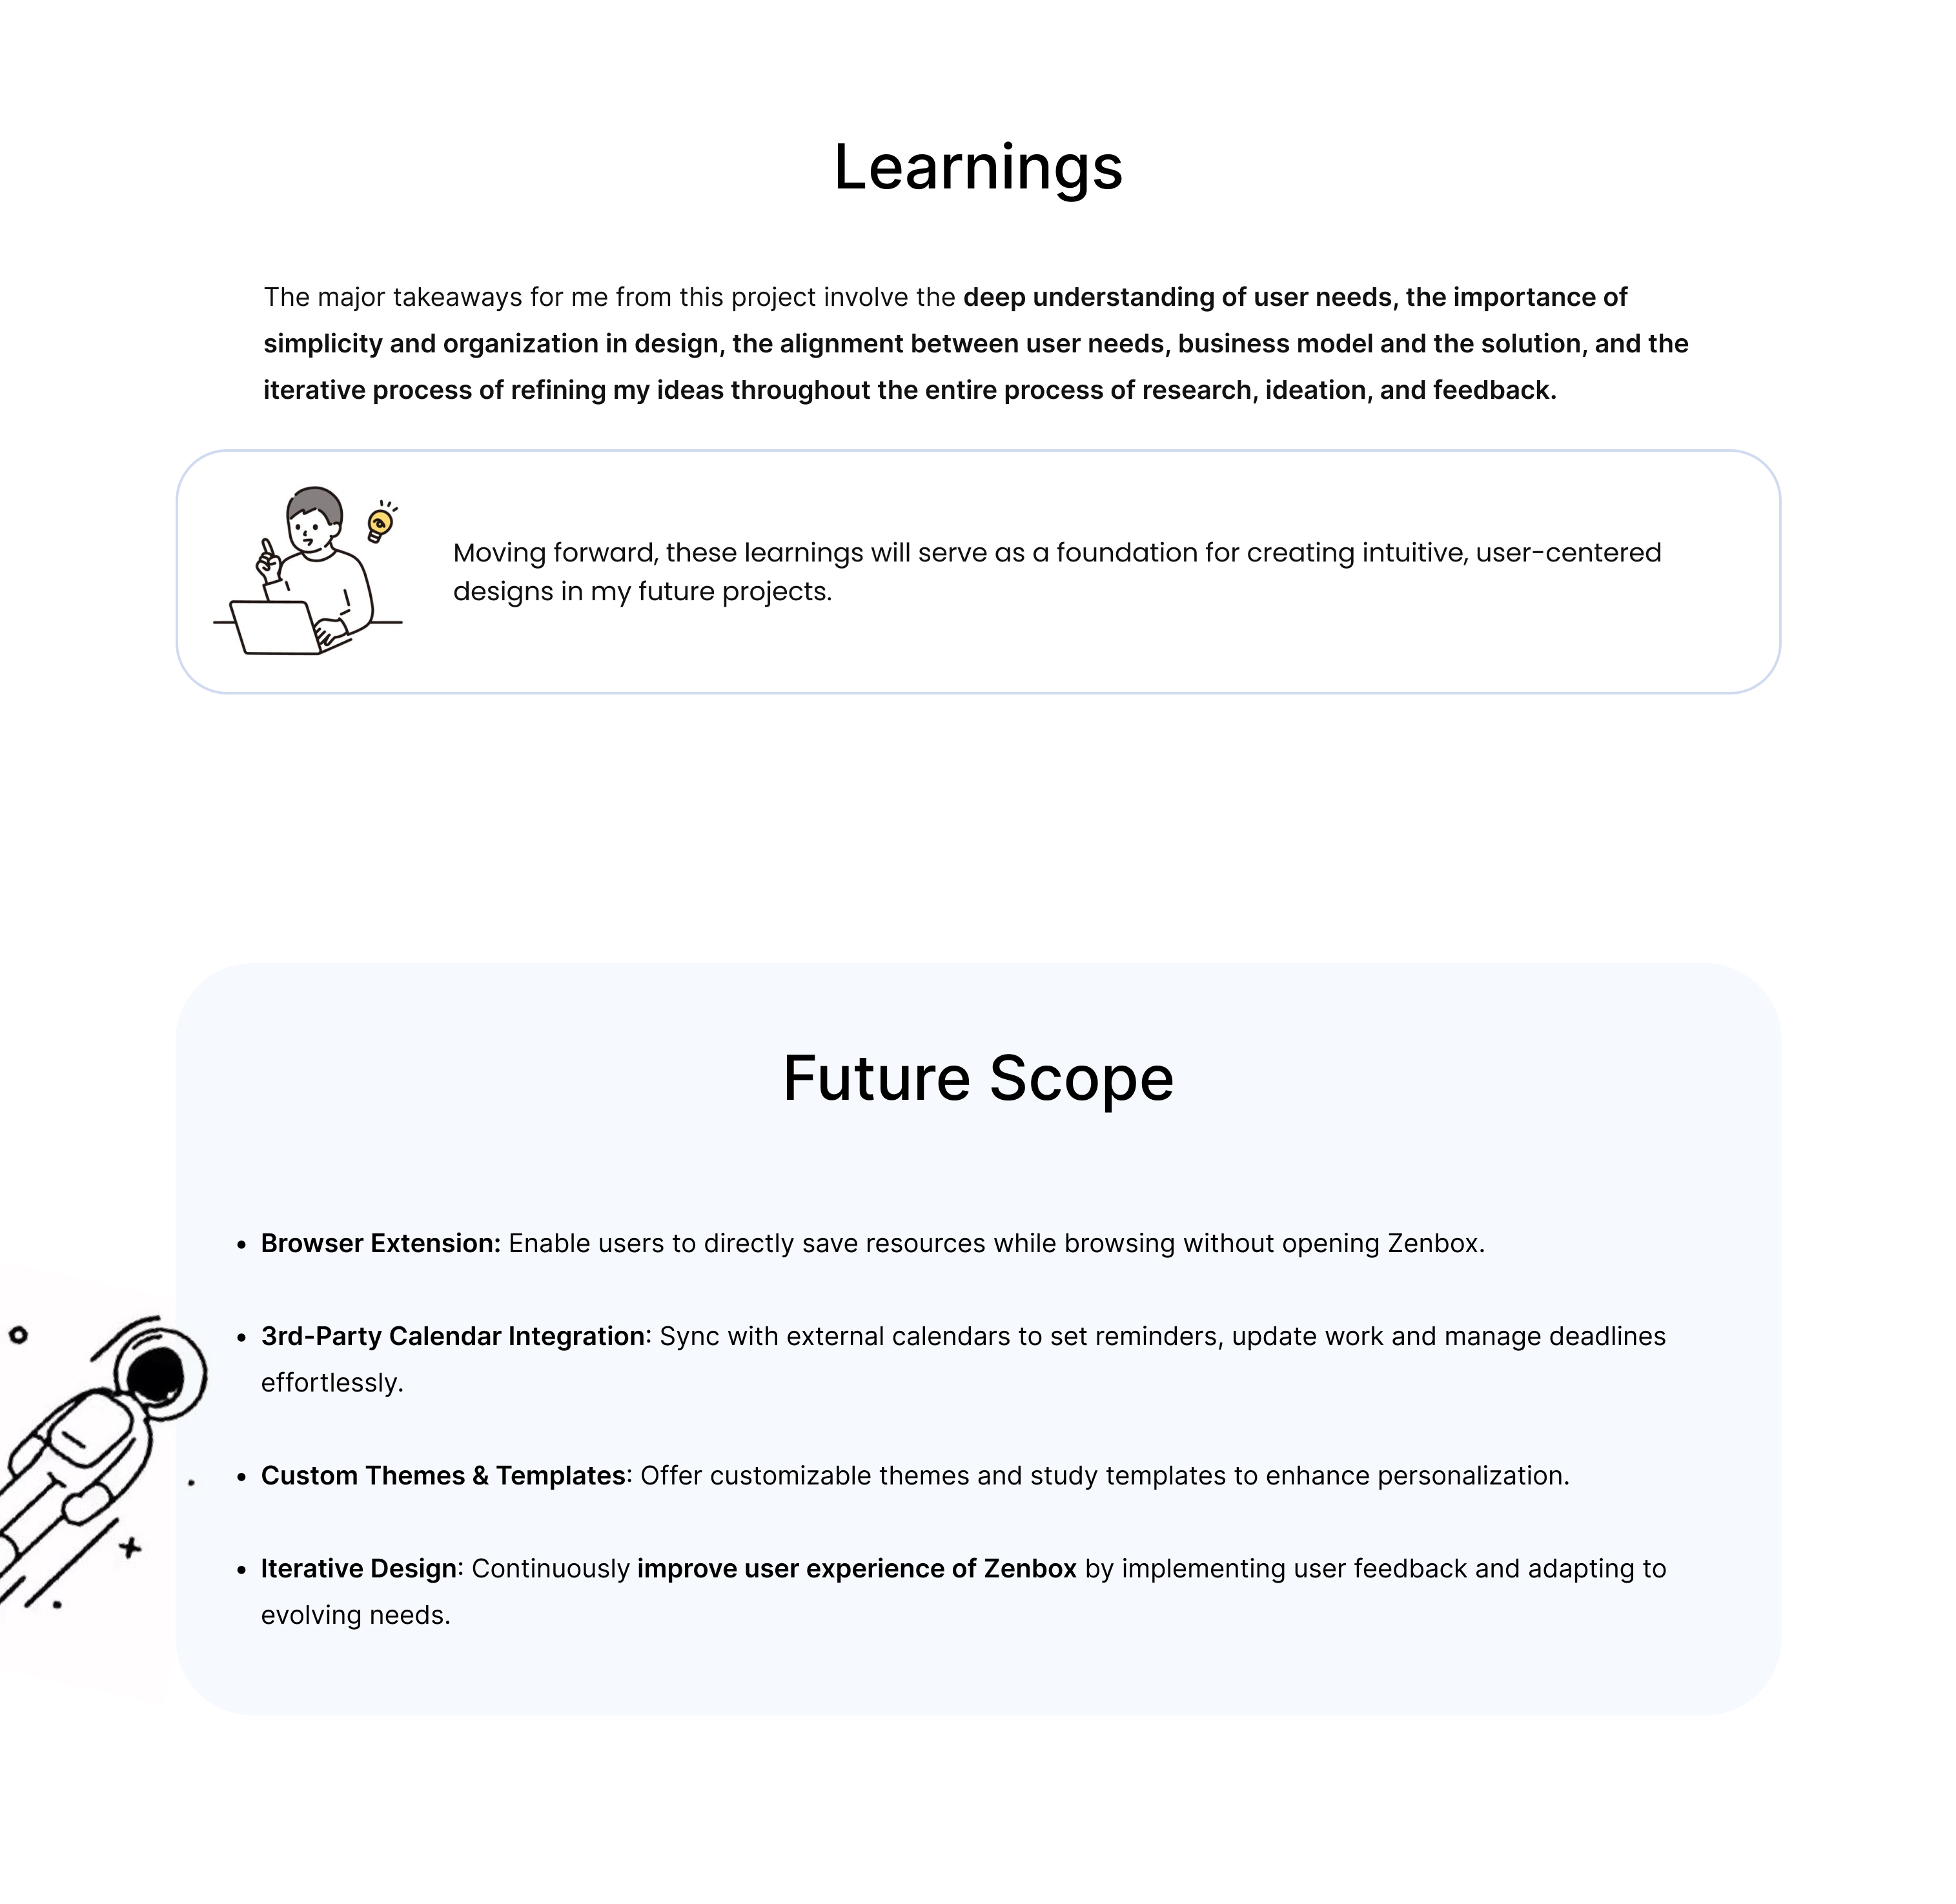 Learnings
The major takeaways for me from this project involve the deep understanding of user needs, the importance of
simplicity and organization in design, the alignment between user needs, business model and the solution, and the
iterative process of refining my ideas throughout the entire process of research, ideation, and feedback.
Moving forward, these learnings will serve as a foundation for creating intuitive, user-centered
designs in my future projects.
Future Scope
• Browser Extension: Enable users to directly save resources while browsing without opening Zenbox.
• 3rd-Party Calendar Integration: Sync with external calendars to set reminders, update work and manage deadlines
effortlessly.
• Custom Themes & Templates: Offer customizable themes and study templates to enhance personalization.
• Iterative Design: Continuously improve user experience of Zenbox by implementing user feedback and adapting to
evolving needs.